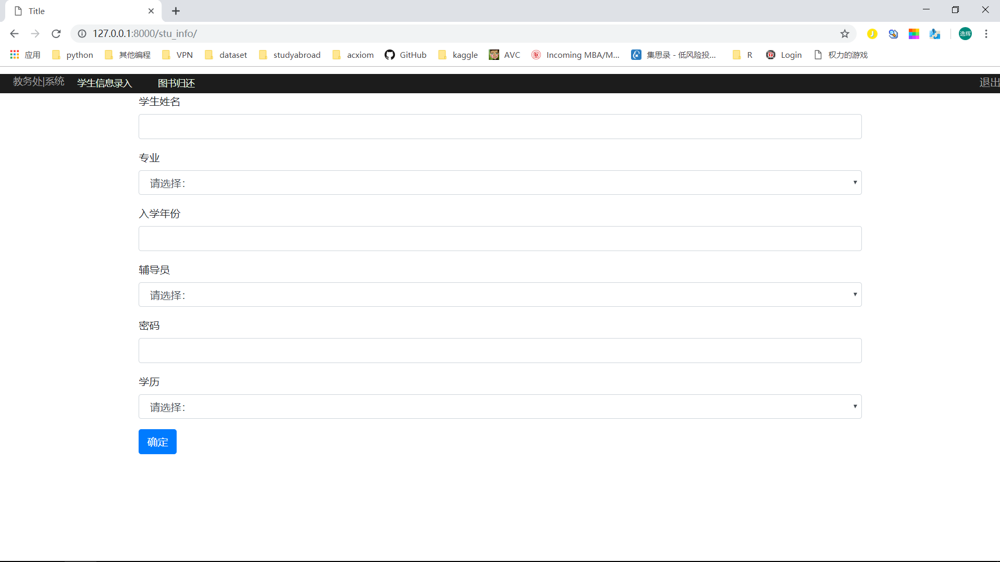 Title
127.0.0.1:8000/stu_info/
逸辉
应用 python 其他编程 VPN dataset studyabroad acxiom GitHub kaggle AVC Incoming MBA/M... 集思录 - 低风险投... R Login 权力的游戏
教务处|系统 学生信息录入 图书归还 退出
学生姓名
专业
请选择：
入学年份
辅导员
请选择：
密码
学历
请选择：
确定